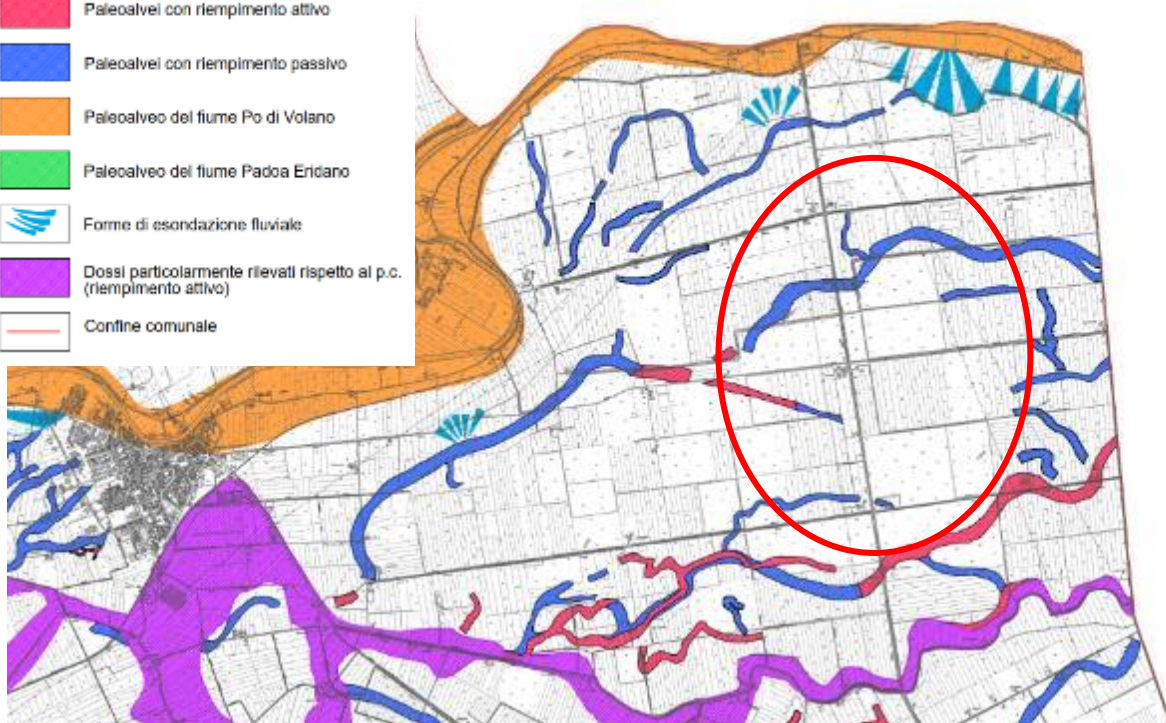 Paleoalvei con riempimento attivo
Paleoalvei con riempimento passivo
Paleoalveo del fiume Po di Volano
Paleoalveo del fiume Padoa Eridano
Forme di esondazione fluviale
Dossi particolarmente rilevati rispetto al p.c.
(riempimento attivo)
Confine comunale